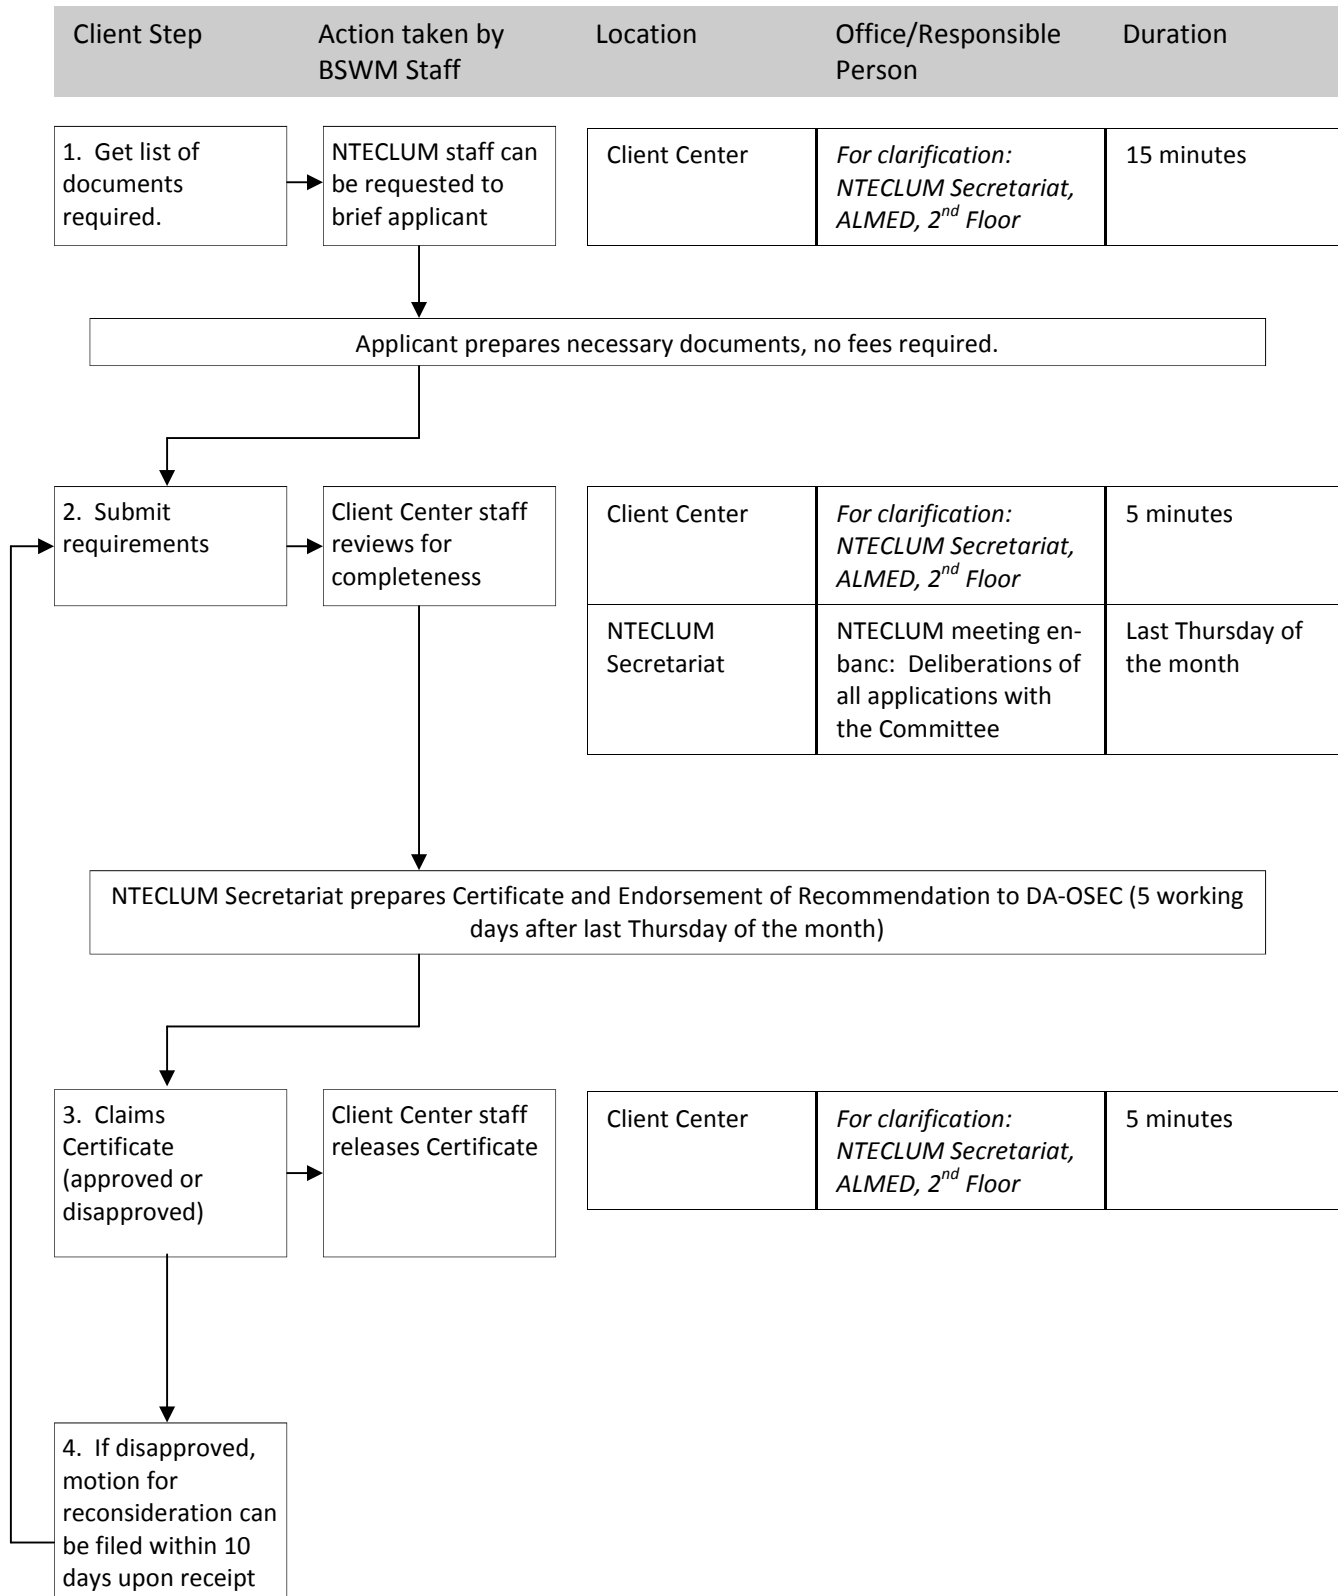 Client Step
Action taken by
BSWM Staff
Location
Office/Responsible
Person
Duration
1. Get list of
documents
required.
NTECLUM staff can
be requested to
brief applicant
Client Center
For clarification:
NTECLUM Secretariat,
ALMED, 2nd Floor
15 minutes
Applicant prepares necessary documents, no fees required.
2. Submit
requirements
Client Center staff
reviews for
completeness
Client Center
For clarification:
NTECLUM Secretariat,
ALMED, 2nd Floor
5 minutes
NTECLUM
Secretariat
NTECLUM meeting en-
banc: Deliberations of
all applications with
the Committee
Last Thursday of
the month
NTECLUM Secretariat prepares Certificate and Endorsement of Recommendation to DA-OSEC (5 working
days after last Thursday of the month)
3. Claims
Certificate
(approved or
disapproved)
Client Center staff
releases Certificate
Client Center
For clarification:
NTECLUM Secretariat,
ALMED, 2nd Floor
5 minutes
4. If disapproved,
motion for
reconsideration can
be filed within 10
days upon receipt